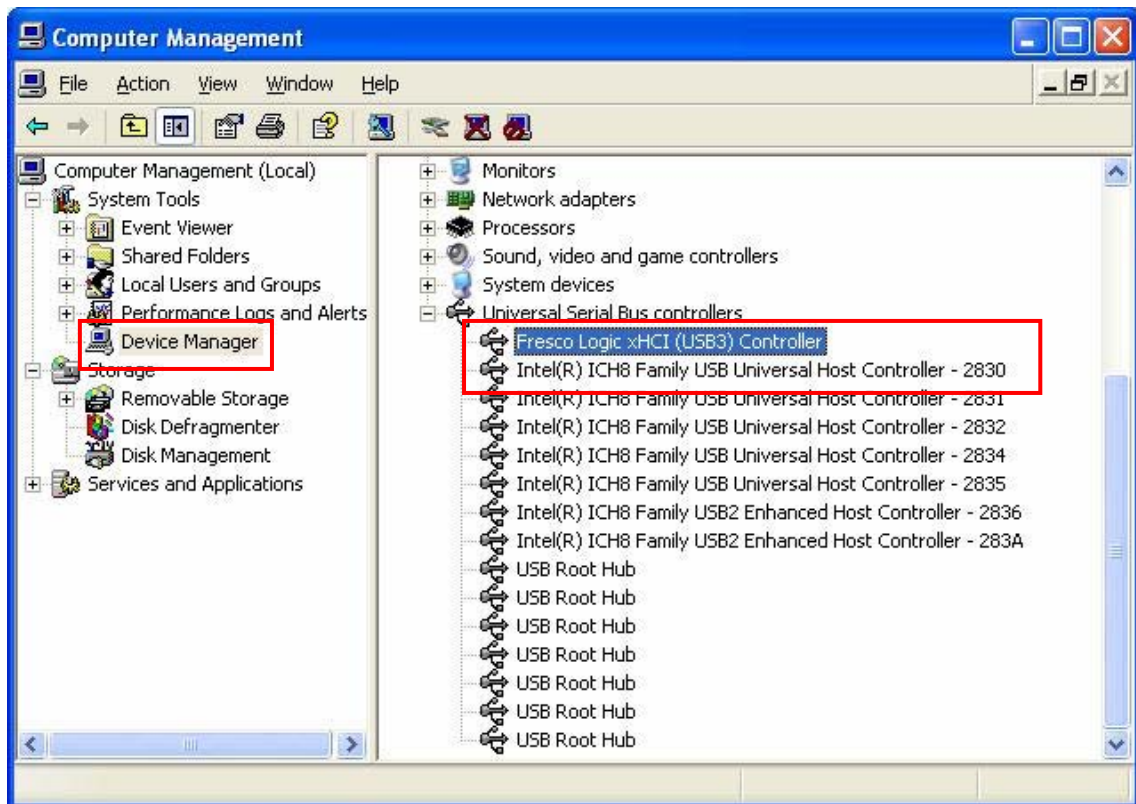 Computer Management
File Action View Window Help
Computer Management (Local)
System Tools
Event Viewer
Shared Folders
Local Users and Groups
Performance Logs and Alerts
Device Manager
Storage
Removable Storage
Disk Defragmenter
Disk Management
Services and Applications
Monitors
Network adapters
Processors
Sound, video and game controllers
System devices
Universal Serial Bus controllers
Fresco Logic xHCI (USB3) Controller
Intel(R) ICH8 Family USB Universal Host Controller - 2830
Intel(R) ICH8 Family USB Universal Host Controller - 2831
Intel(R) ICH8 Family USB Universal Host Controller - 2832
Intel(R) ICH8 Family USB Universal Host Controller - 2834
Intel(R) ICH8 Family USB Universal Host Controller - 2835
Intel(R) ICH8 Family USB2 Enhanced Host Controller - 2836
Intel(R) ICH8 Family USB2 Enhanced Host Controller - 283A
USB Root Hub
USB Root Hub
USB Root Hub
USB Root Hub
USB Root Hub
USB Root Hub
USB Root Hub